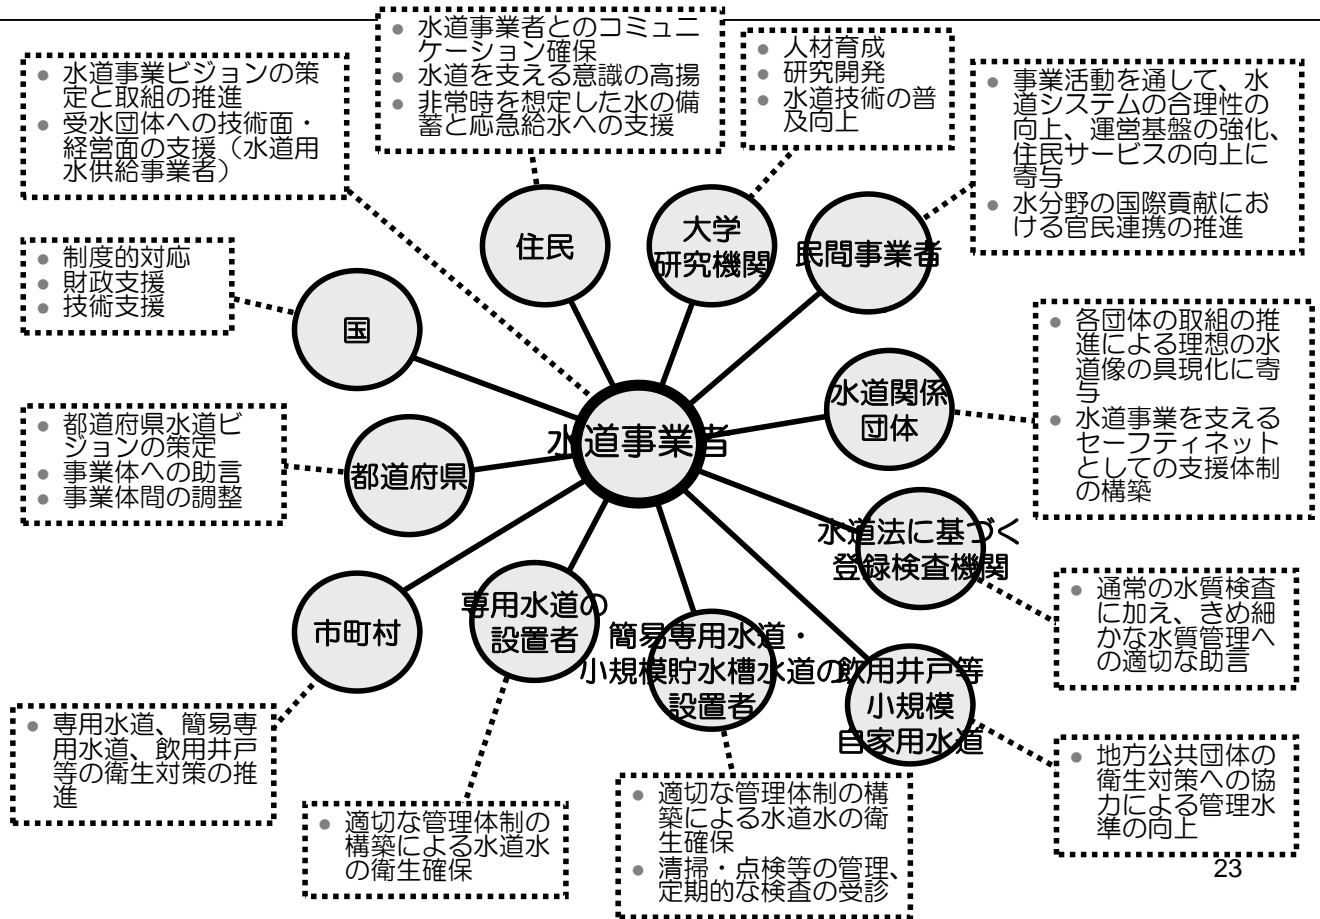 ● 水道事業者とのコミュニ
ケーション確保
● 水道を支える意識の高揚
● 非常時を想定した水の備
蓄と応急給水への支援
● 人材育成
● 研究開発
● 水道技術の普
及向上
● 水道事業ビジョンの策
定と取組の推進
● 受水団体への技術面・
経営面の支援（水道用
水供給事業者）
● 事業活動を通して、水
道システムの合理性の
向上、運営基盤の強化、
住民サービスの向上に
寄与
● 水分野の国際貢献にお
ける官民連携の推進
住民
大学
研究機関
民間事業者
● 制度的対応
● 財政支援
● 技術支援
国
● 各団体の取組の推
進による理想の水
道像の具現化に寄
与
● 水道事業を支える
セーフティネット
としての支援体制
の構築
水道関係
団体
水道事業者
● 都道府県水道ビ
ジョンの策定
● 事業体への助言
● 事業体間の調整
都道府県
水道法に基づく
登録検査機関
● 通常の水質検査
に加え、きめ細
かな水質管理へ
の適切な助言
市町村
専用水道の
設置者
簡易専用水道・
小規模貯水槽水道の
設置者
飲用井戸等
小規模
自家用水道
● 専用水道、簡易専
用水道、飲用井戸
等の衛生対策の推
進
● 適切な管理体制の
構築による水道水
の衛生確保
● 適切な管理体制の構
築による水道水の衛
生確保
● 清掃・点検等の管理、
定期的な検査の受診
● 地方公共団体の
衛生対策への協
力による管理水
準の向上
23